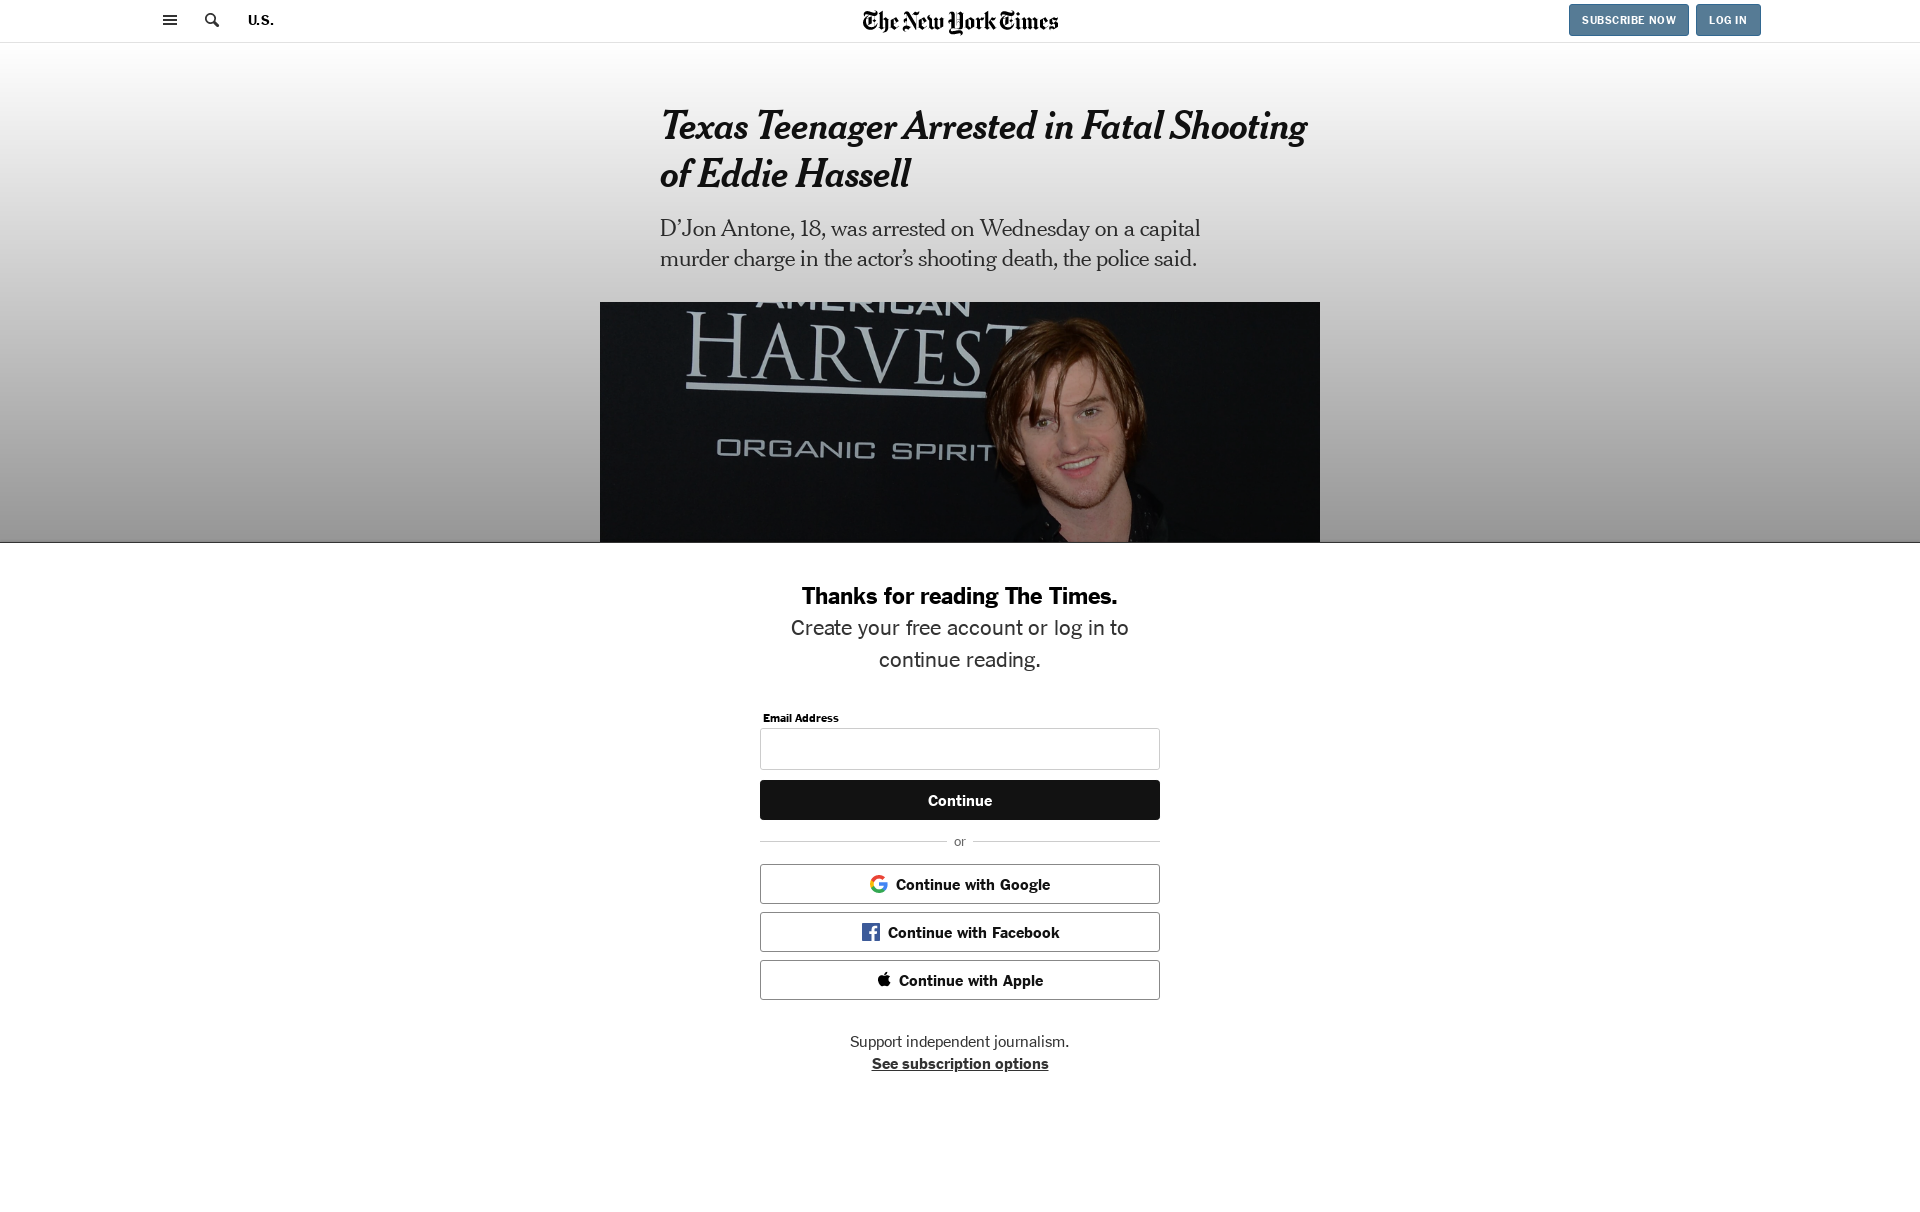 U.S.
The New York Times
SUBSCRIBE NOW
LOG IN
Texas Teenager Arrested in Fatal Shooting
of Eddie Hassell
D’Jon Antone, 18, was arrested on Wednesday on a capital
murder charge in the actor’s shooting death, the police said.
AMERICAN
HARVEST
ORGANIC SPIRIT
Thanks for reading The Times.
Create your free account or log in to
continue reading.
Email Address
Continue
or
Continue with Google
Continue with Facebook
Continue with Apple
Support independent journalism.
See subscription options